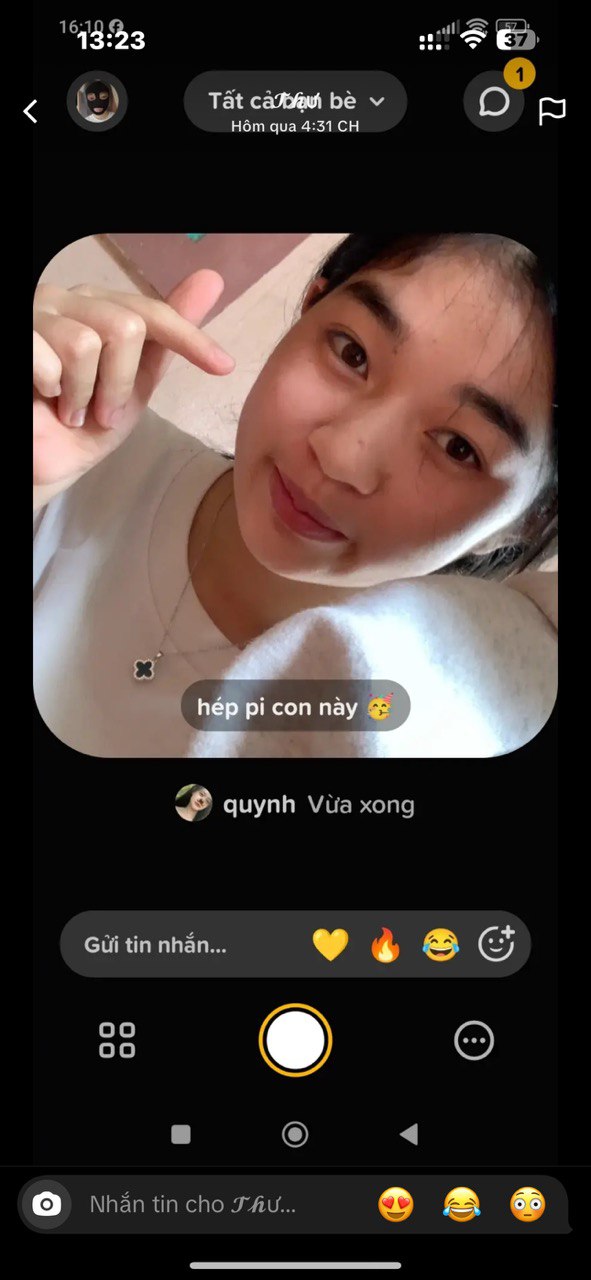 16:10
13:23
57
37
1
Tất cả bạn bè
𝒯𝒽ư
Hôm qua 4:31 CH
hép pi con này 🥳
quynh Vừa xong
Gửi tin nhắn... 💛 🔥 😂
Nhắn tin cho 𝒯𝒽ư... 😍 😂 😳